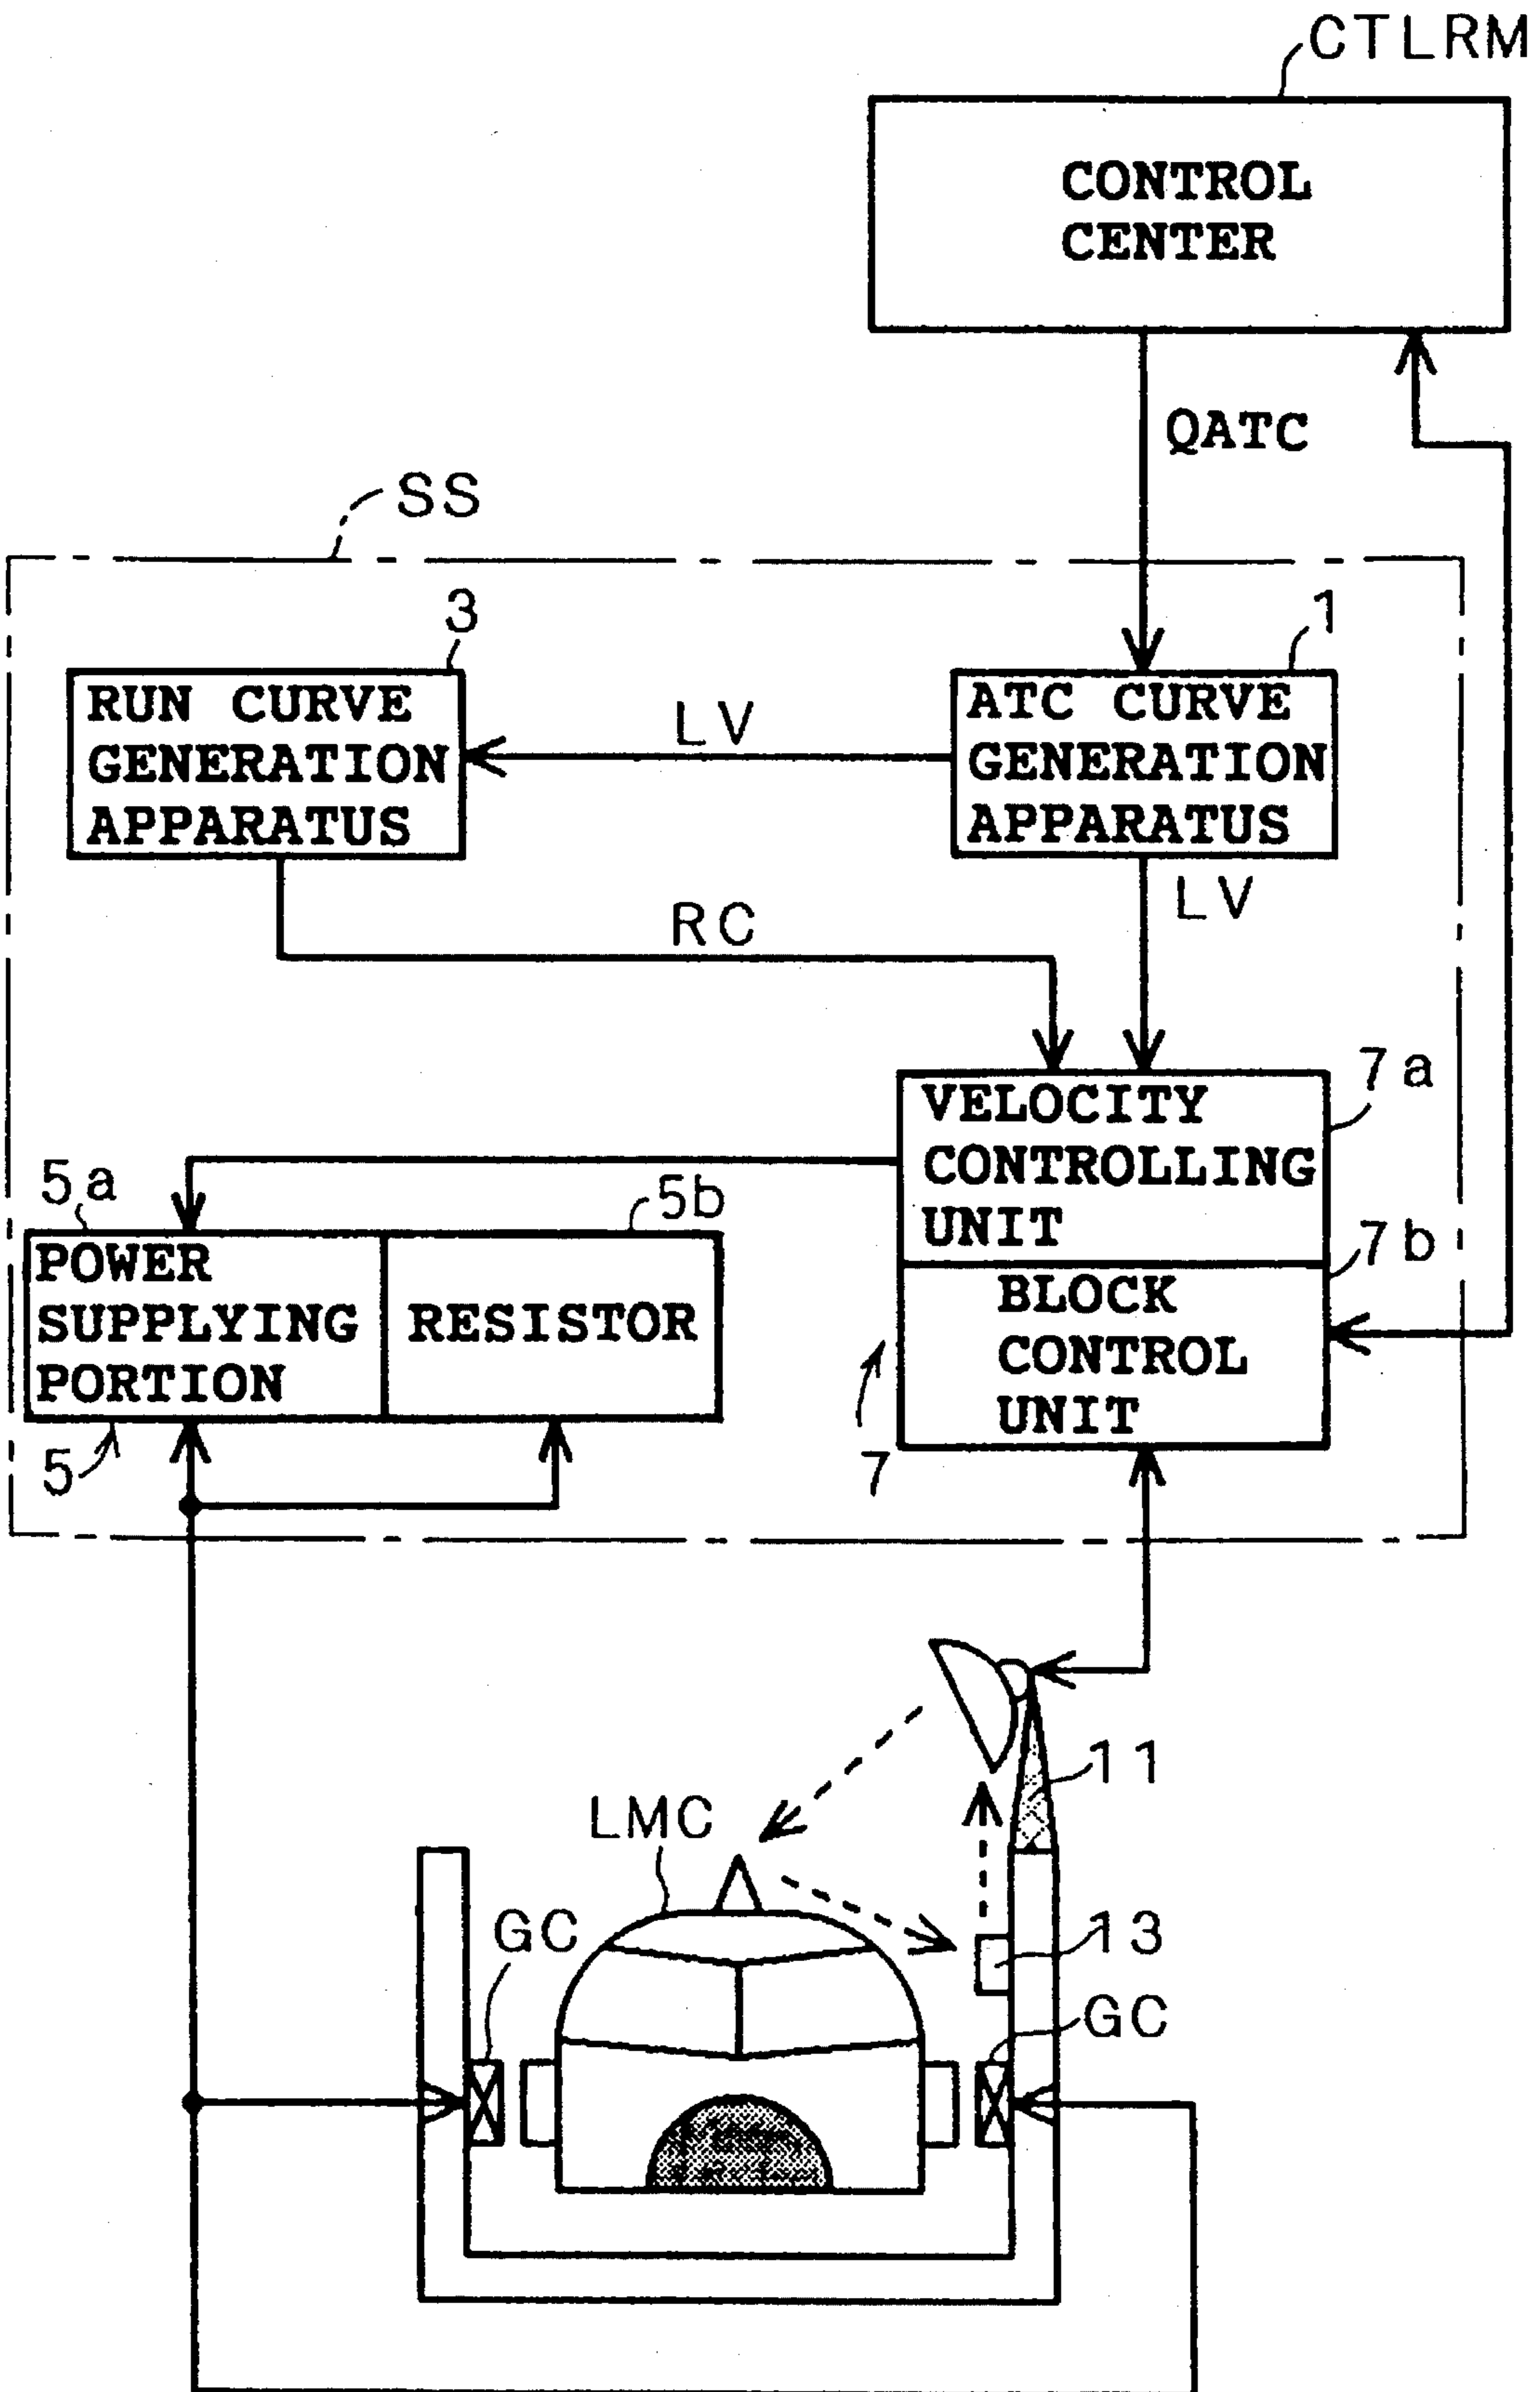 CTLRM
CONTROL
CENTER
QATC
SS
3
1
RUN CURVE
GENERATION
APPARATUS
LV
ATC CURVE
GENERATION
APPARATUS
LV
RC
7a
VELOCITY
CONTROLLING
UNIT
5a
5b
7b
POWER
SUPPLYING
PORTION
RESISTOR
BLOCK
CONTROL
UNIT
5
7
11
LMC
GC
13
GC